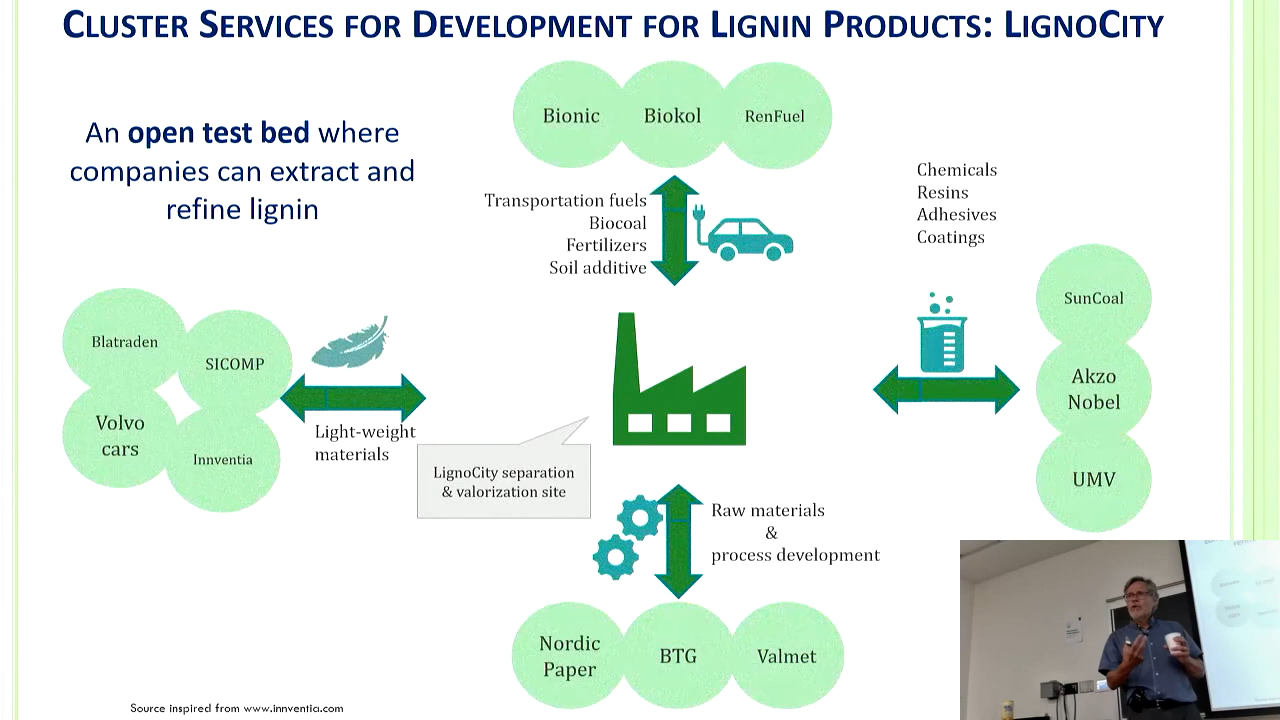 CLUSTER SERVICES FOR DEVELOPMENT FOR LIGNIN PRODUCTS: LIGNOCITY
An open test bed where
companies can extract and
refine lignin
Bionic
Biokol
RenFuel
Transportation fuels
Biocoal
Fertilizers
Soil additive
Chemicals
Resins
Adhesives
Coatings
Blatraden
SICOMP
Volvo
cars
Innventia
Light-weight
materials
LignoCity separation
& valorization site
SunCoal
Akzo
Nobel
UMV
Raw materials
&
process development
Nordic
Paper
BTG
Valmet
Source inspired from www.innventia.com